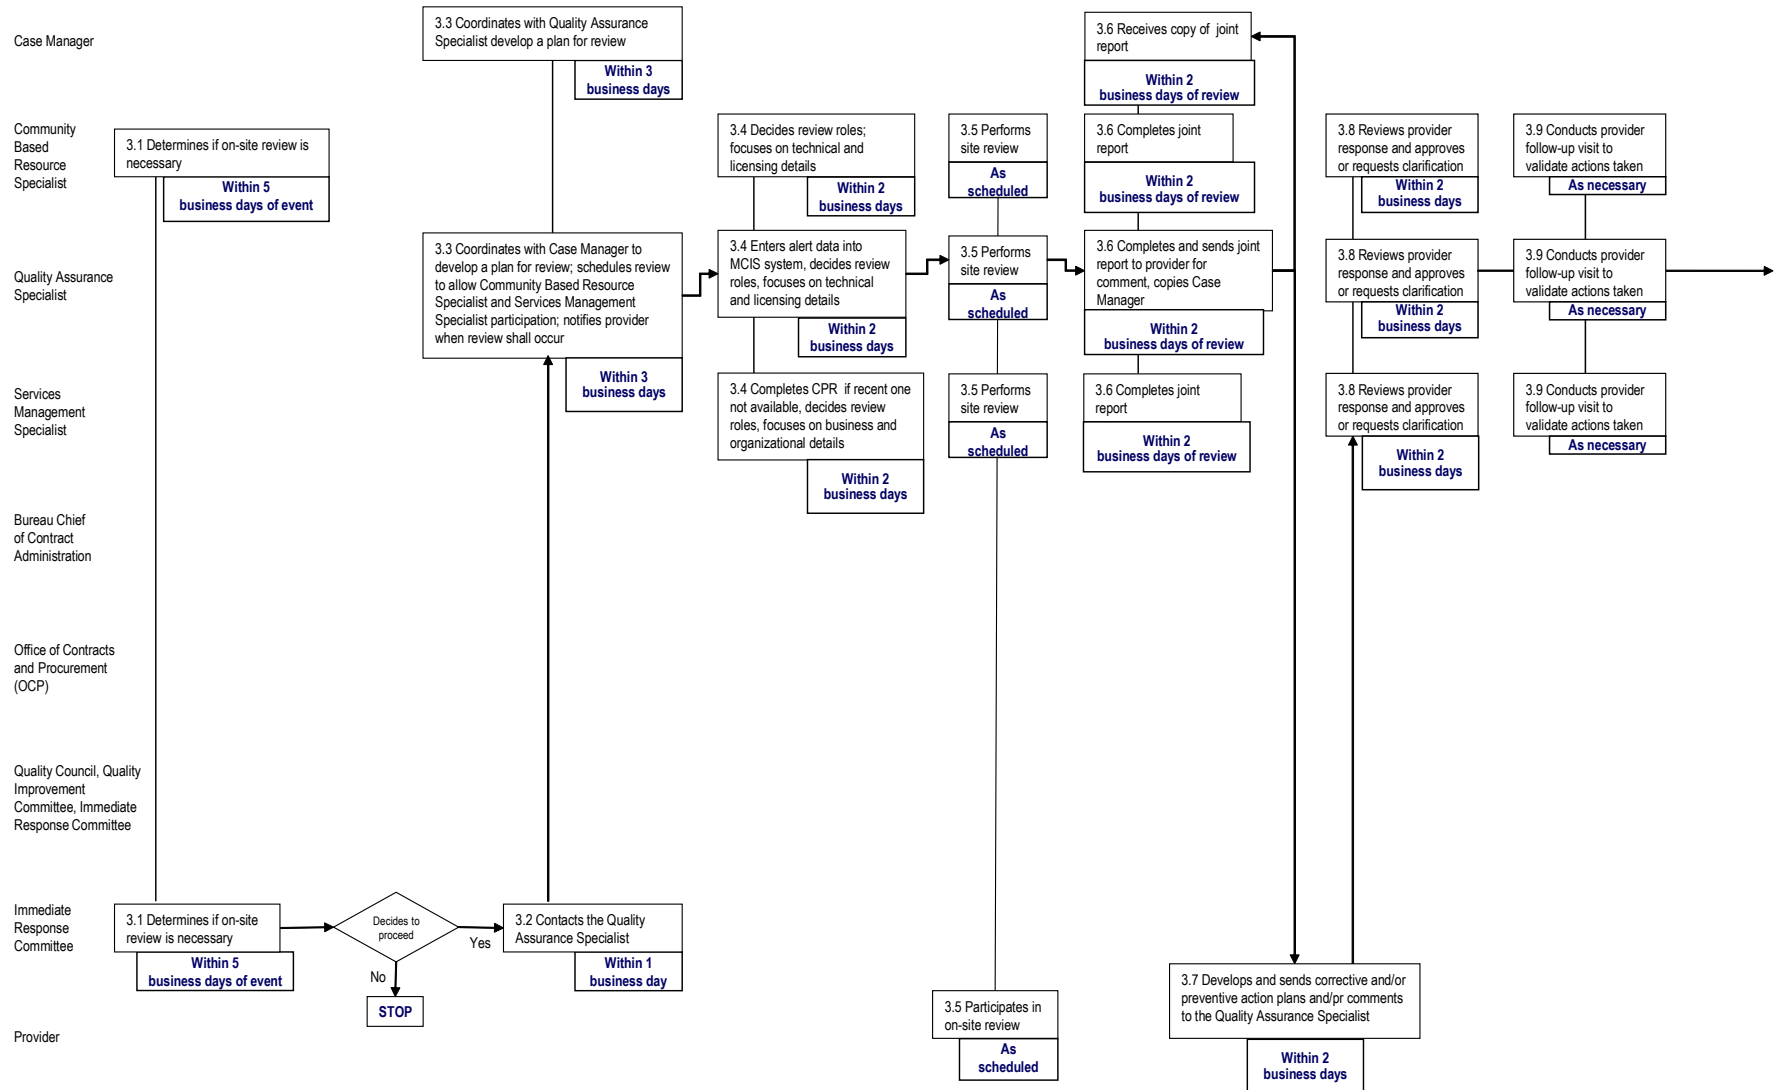 Case Manager
3.3 Coordinates with Quality Assurance
Specialist develop a plan for review
Within 3
business days
3.6 Receives copy of joint
report
Within 2
business days of review
Community
Based
Resource
Specialist
3.1 Determines if on-site review is
necessary
Within 5
business days of event
3.4 Decides review roles;
focuses on technical and
licensing details
Within 2
business days
3.5 Performs
site review
As
scheduled
3.6 Completes joint
report
Within 2
business days of review
3.8 Reviews provider
response and approves
or requests clarification
Within 2
business days
3.9 Conducts provider
follow-up visit to
validate actions taken
As necessary
Quality Assurance
Specialist
3.3 Coordinates with Case Manager to
develop a plan for review; schedules review
to allow Community Based Resource
Specialist and Services Management
Specialist participation; notifies provider
when review shall occur
Within 3
business days
3.4 Enters alert data into
MCIS system, decides review
roles, focuses on technical
and licensing details
Within 2
business days
3.5 Performs
site review
As
scheduled
3.6 Completes and sends joint
report to provider for
comment, copies Case
Manager
Within 2
business days of review
3.8 Reviews provider
response and approves
or requests clarification
Within 2
business days
3.9 Conducts provider
follow-up visit to
validate actions taken
As necessary
Services
Management
Specialist
3.4 Completes CPR if recent one
not available, decides review
roles, focuses on business and
organizational details
Within 2
business days
3.5 Performs
site review
As
scheduled
3.6 Completes joint
report
Within 2
business days of review
3.8 Reviews provider
response and approves
or requests clarification
Within 2
business days
3.9 Conducts provider
follow-up visit to
validate actions taken
As necessary
Bureau Chief
of Contract
Administration
Office of Contracts
and Procurement
(OCP)
Quality Council, Quality
Improvement
Committee, Immediate
Response Committee
Immediate
Response
Committee
3.1 Determines if on-site
review is necessary
Within 5
business days of event
Decides to
proceed
Yes
No
STOP
3.2 Contacts the Quality
Assurance Specialist
Within 1
business day
Provider
3.5 Participates in
on-site review
As
scheduled
3.7 Develops and sends corrective and/or
preventive action plans and/pr comments
to the Quality Assurance Specialist
Within 2
business days